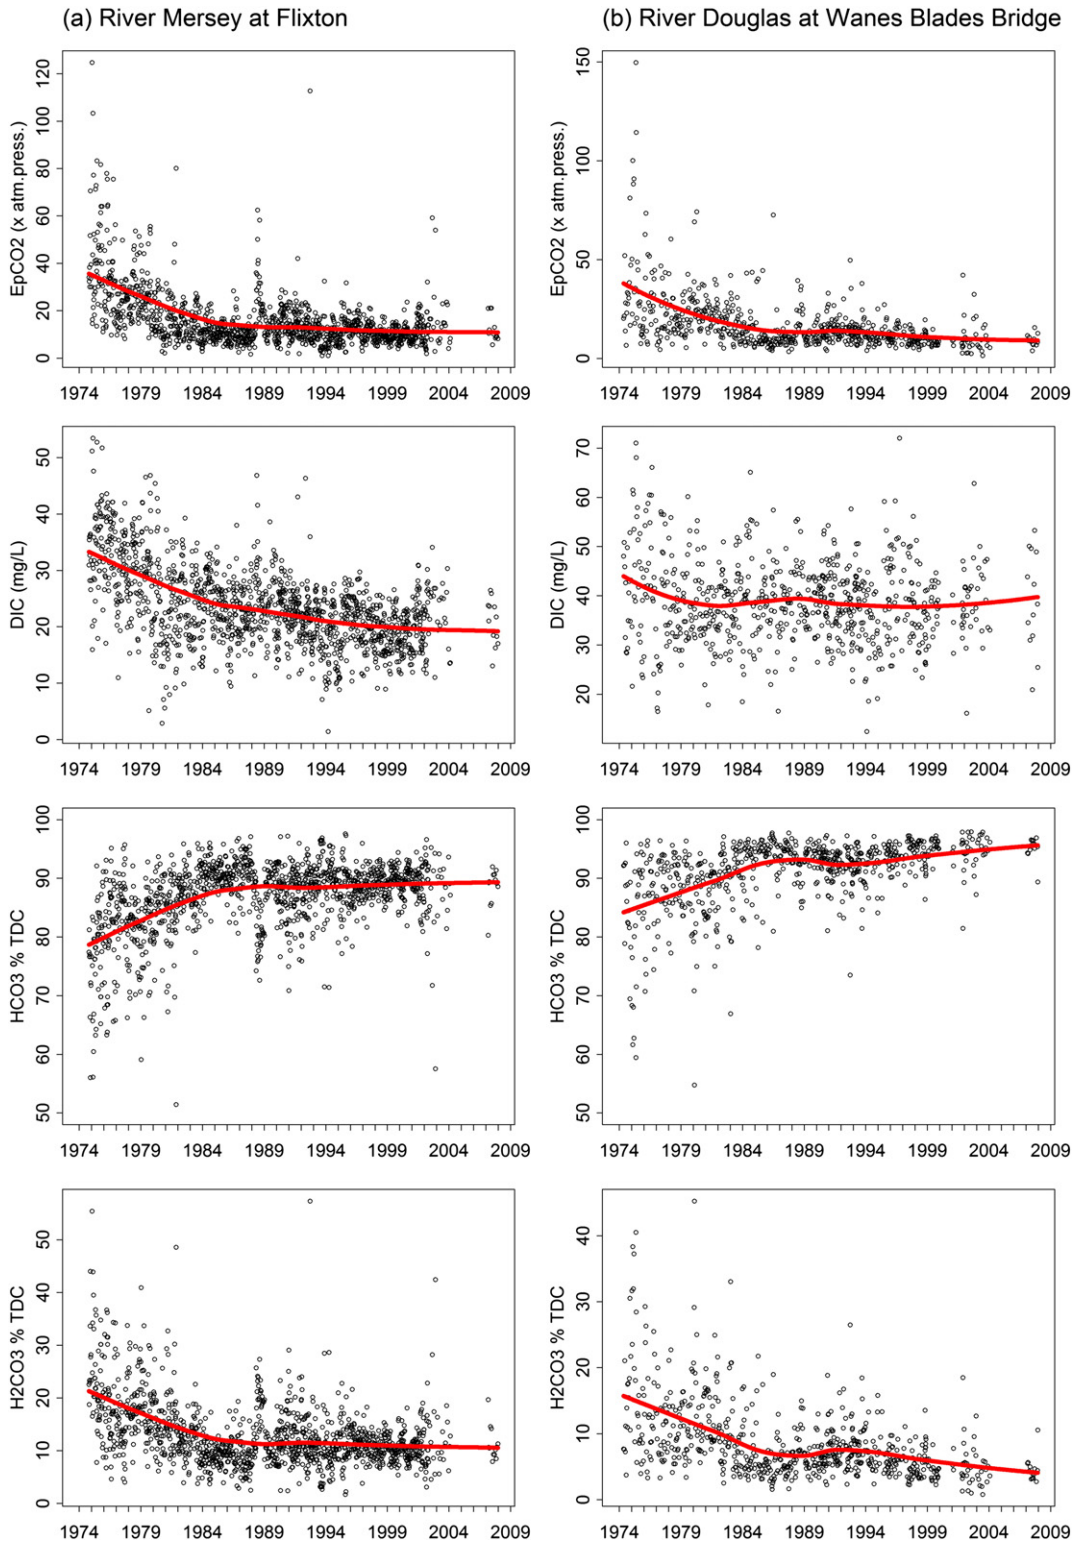 (a) River Mersey at Flixton
(b) River Douglas at Wanes Blades Bridge
EpCO2 (x atm.press.)
0 20 40 60 80 100 120
1974 1979 1984 1989 1994 1999 2004 2009
EpCO2 (x atm.press.)
0 50 100 150
1974 1979 1984 1989 1994 1999 2004 2009
DIC (mg/L)
0 10 20 30 40 50
1974 1979 1984 1989 1994 1999 2004 2009
DIC (mg/L)
20 30 40 50 60 70
1974 1979 1984 1989 1994 1999 2004 2009
HCO3 % TDC
50 60 70 80 90 100
1974 1979 1984 1989 1994 1999 2004 2009
HCO3 % TDC
50 60 70 80 90 100
1974 1979 1984 1989 1994 1999 2004 2009
H2CO3 % TDC
0 10 20 30 40 50
1974 1979 1984 1989 1994 1999 2004 2009
H2CO3 % TDC
0 10 20 30 40
1974 1979 1984 1989 1994 1999 2004 2009